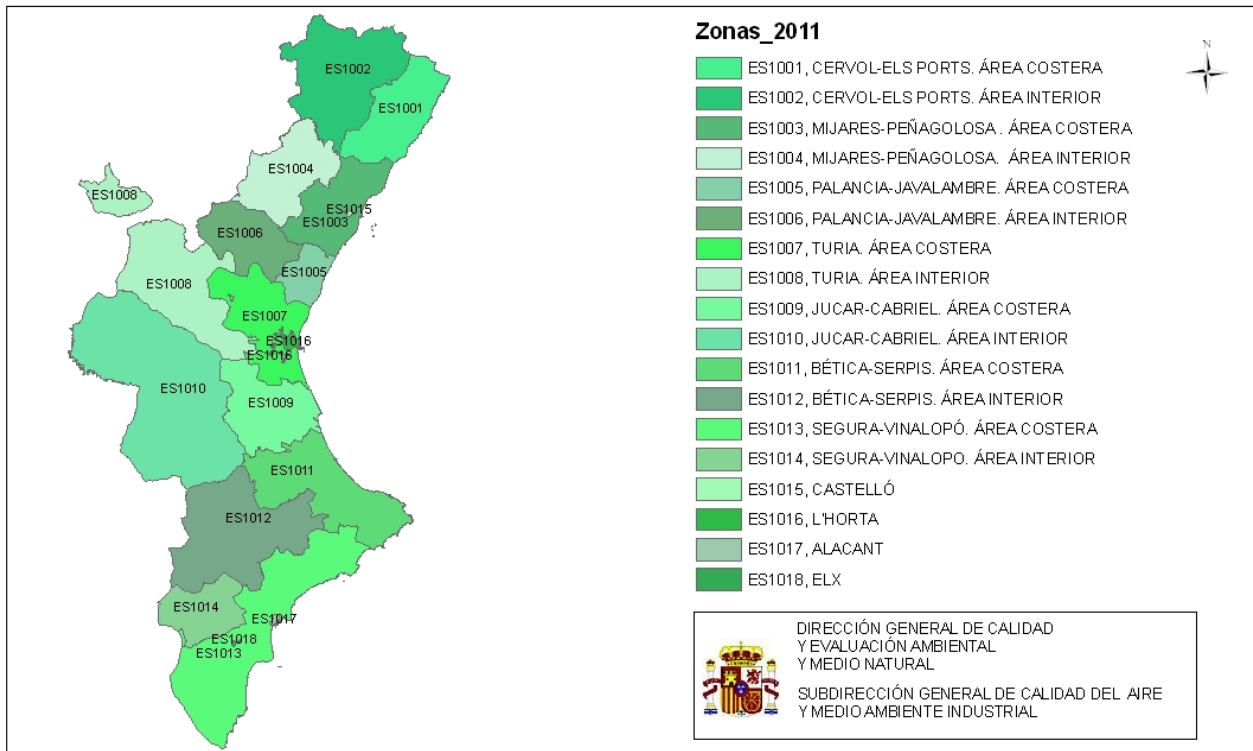 Zonas_2011
N
ES1001, CERVOL-ELS PORTS. ÁREA COSTERA
ES1002, CERVOL-ELS PORTS. ÁREA INTERIOR
ES1003, MIJARES-PEÑAGOLOSA . ÁREA COSTERA
ES1004, MIJARES-PEÑAGOLOSA. ÁREA INTERIOR
ES1005, PALANCIA-JAVALAMBRE. ÁREA COSTERA
ES1006, PALANCIA-JAVALAMBRE. ÁREA INTERIOR
ES1007, TURIA. ÁREA COSTERA
ES1008, TURIA. ÁREA INTERIOR
ES1009, JUCAR-CABRIEL. ÁREA COSTERA
ES1010, JUCAR-CABRIEL. ÁREA INTERIOR
ES1011, BÉTICA-SERPIS. ÁREA COSTERA
ES1012, BÉTICA-SERPIS. ÁREA INTERIOR
ES1013, SEGURA-VINALOPÓ. ÁREA COSTERA
ES1014, SEGURA-VINALOPO. ÁREA INTERIOR
ES1015, CASTELLÓ
ES1016, L'HORTA
ES1017, ALACANT
ES1018, ELX
DIRECCIÓN GENERAL DE CALIDAD
Y EVALUACIÓN AMBIENTAL
Y MEDIO NATURAL
SUBDIRECCIÓN GENERAL DE CALIDAD DEL AIRE
Y MEDIO AMBIENTE INDUSTRIAL
ES1002
ES1001
ES1004
ES1008
ES1015
ES1003
ES1006
ES1005
ES1008
ES1007
ES1016
ES1016
ES1010
ES1009
ES1011
ES1012
ES1014
ES1017
ES1018
ES1013